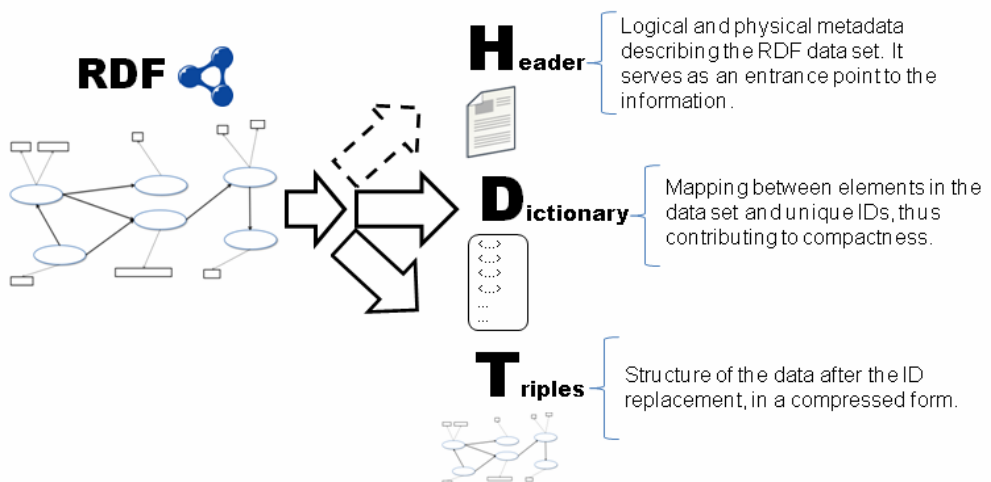 RDF
Header
Logical and physical metadata
describing the RDF data set. It
serves as an entrance point to the
information.
Dictionary
Mapping between elements in the
data set and unique IDs, thus
contributing to compactness.
<...>
<...>
<...>
<...>
...
...
Triples
Structure of the data after the ID
replacement, in a compressed form.